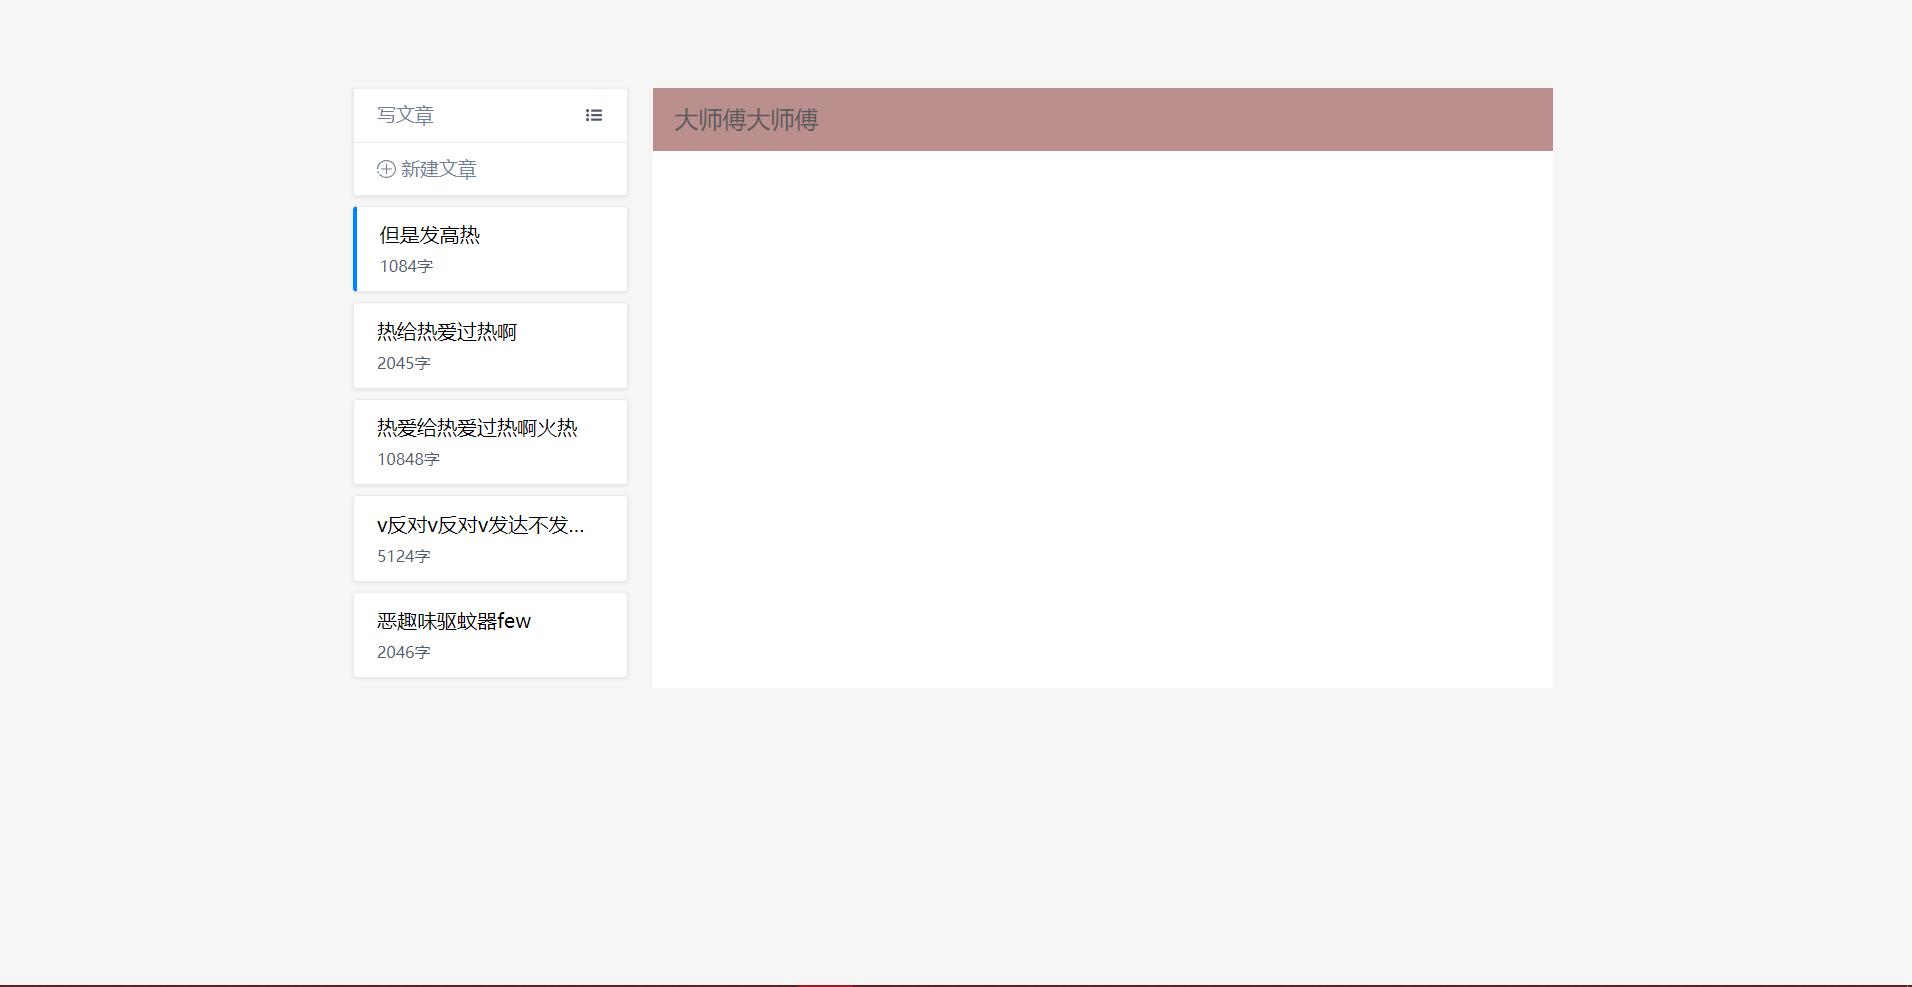 写文章
新建文章
但是发高热
1084字
热给热爱过热啊
2045字
热爱给热爱过热啊火热
10848字
v反对v反对v发达不发...
5124字
恶趣味驱蚊器few
2046字
大师傅大师傅